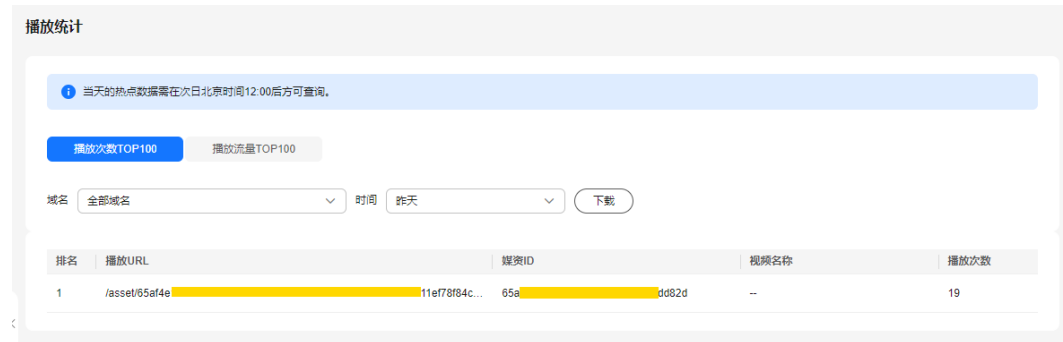 播放统计
当天的热点数据需在次日北京时间12:00后方可查询。
播放次数TOP100 播放流量TOP100
域名 全部域名 时间 昨天 下载
排名 播放URL 媒资ID 视频名称 播放次数
1 /asset/65af4e 11ef78f84c... 65a dd82d -- 19